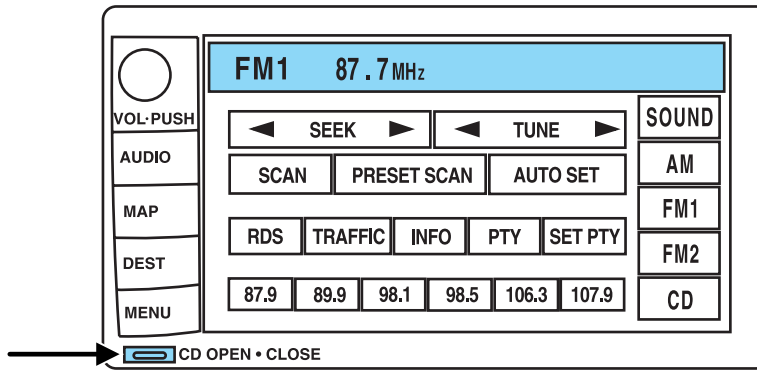 FM1 87.7 MHz
VOL·PUSH
AUDIO
MAP
DEST
MENU
SEEK TUNE
SCAN PRESET SCAN AUTO SET
RDS TRAFFIC INFO PTY SET PTY
87.9 89.9 98.1 98.5 106.3 107.9
SOUND
AM
FM1
FM2
CD
CD OPEN • CLOSE